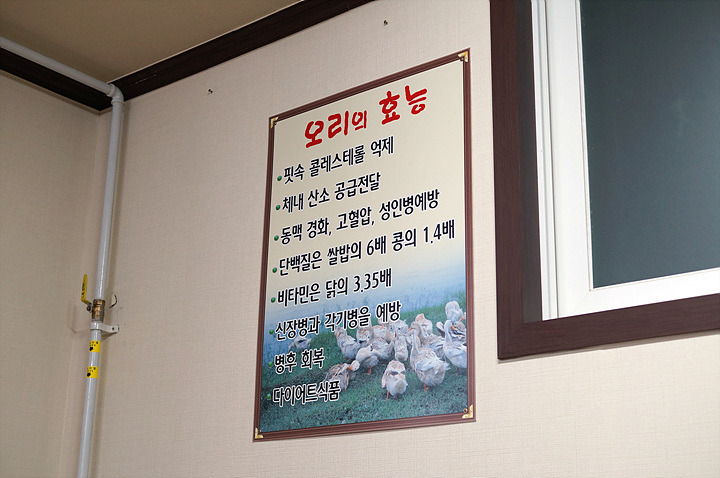 오리의 효능
핏속 콜레스테롤 억제
체내 산소 공급전달
동맥 경화, 고혈압, 성인병예방
단백질은 쌀밥의 6배 콩의 1.4배
비타민은 닭의 3.35배
신장병과 각기병을 예방
병후 회복
다이어트식품